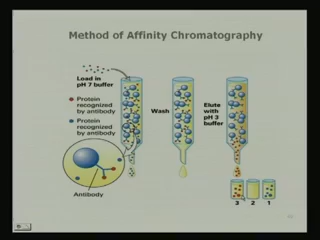 Method of Affinity Chromatography
Load in
pH 7 buffer
Protein
recognized
by antibody
Protein
recognized
by antibody
Wash
Elute
with
pH 3
buffer
Antibody
3 2 1